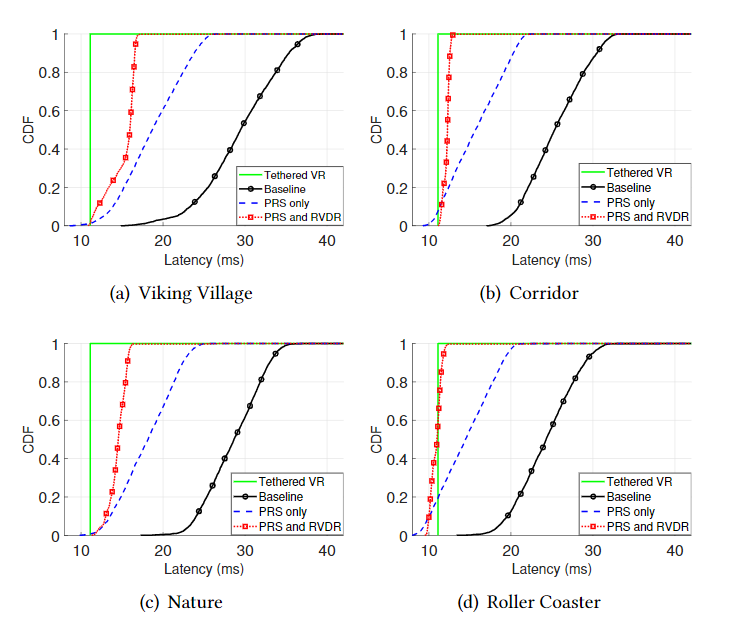 1
0.8
0.6
0.4
0.2
0
CDF
10 20 30 40
Latency (ms)
Tethered VR
Baseline
PRS only
PRS and RVDR
(a) Viking Village
1
0.8
0.6
0.4
0.2
0
CDF
10 20 30 40
Latency (ms)
Tethered VR
Baseline
PRS only
PRS and RVDR
(b) Corridor
1
0.8
0.6
0.4
0.2
0
CDF
10 20 30 40
Latency (ms)
Tethered VR
Baseline
PRS only
PRS and RVDR
(c) Nature
1
0.8
0.6
0.4
0.2
0
CDF
10 20 30 40
Latency (ms)
Tethered VR
Baseline
PRS only
PRS and RVDR
(d) Roller Coaster